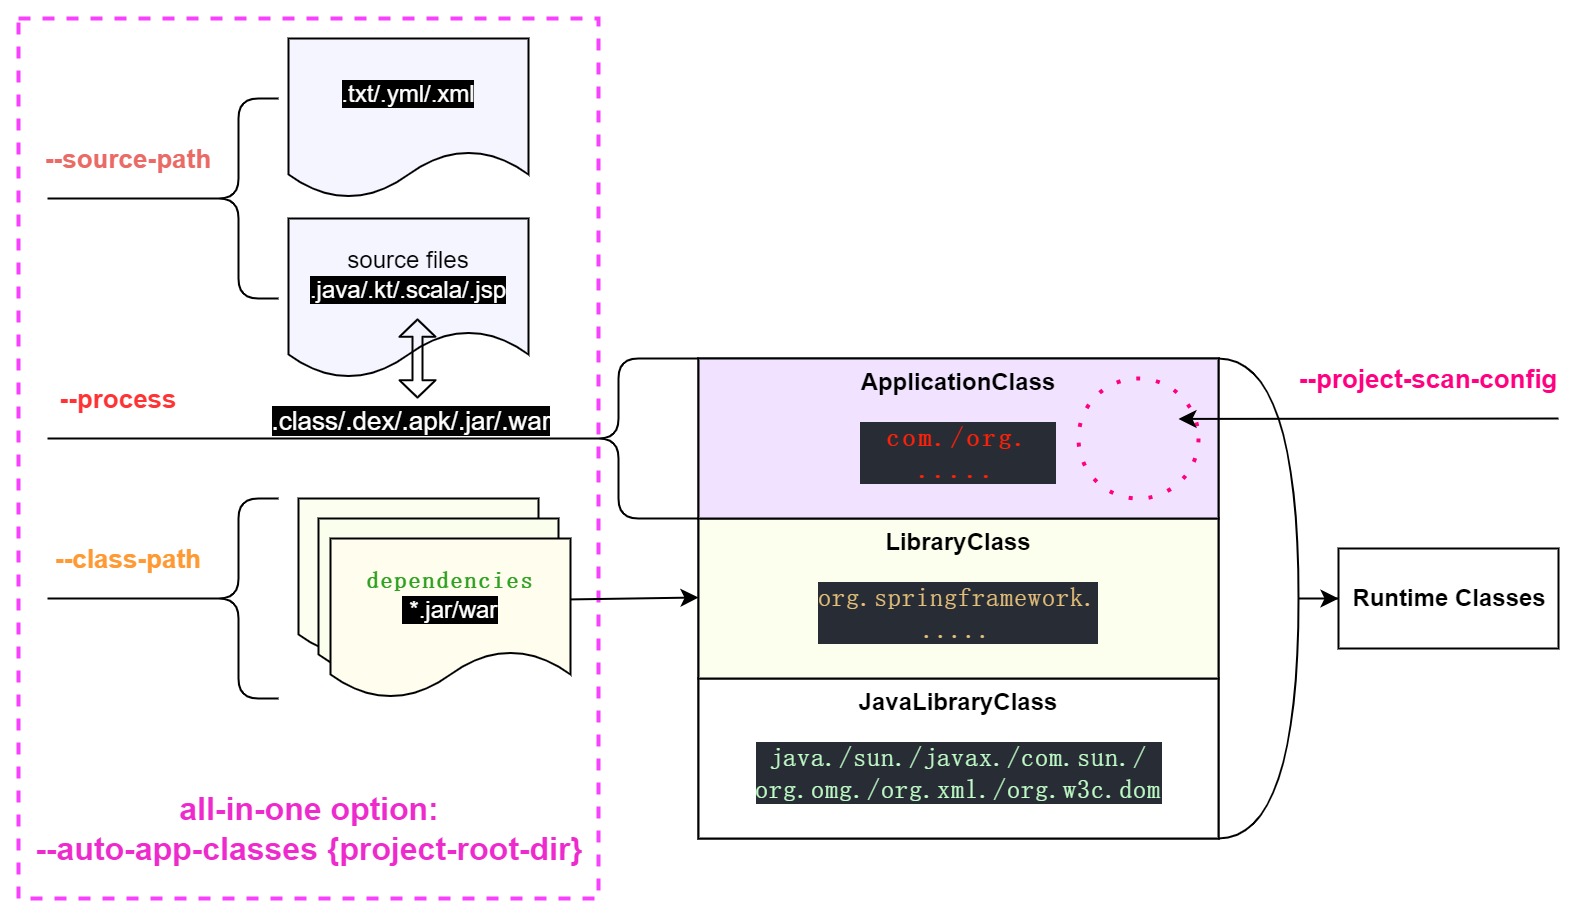 .txt/.yml/.xml
--source-path
source files
.java/.kt/.scala/.jsp
--process
.class/.dex/.apk/.jar/.war
--class-path
dependencies
*.jar/war
all-in-one option:
--auto-app-classes {project-root-dir}
ApplicationClass
com./org.
.....
LibraryClass
org.springframework.
.....
JavaLibraryClass
java./sun./javax./com.sun./
org.omg./org.xml./org.w3c.dom
--project-scan-config
Runtime Classes